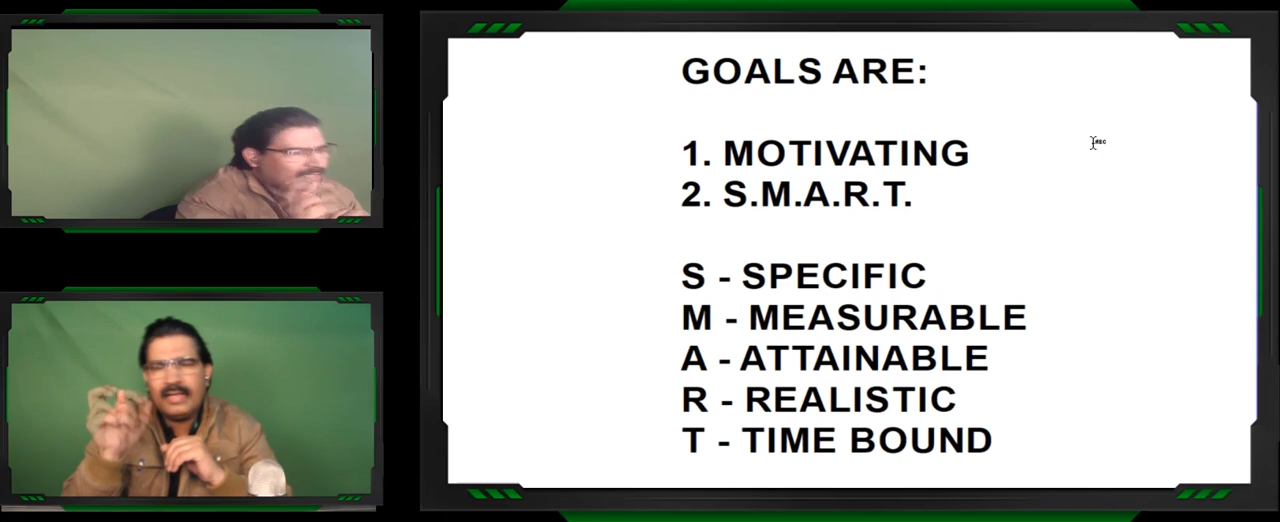 GOALS ARE:
1. MOTIVATING
2. S.M.A.R.T.
S - SPECIFIC
M - MEASURABLE
A - ATTAINABLE
R - REALISTIC
T - TIME BOUND